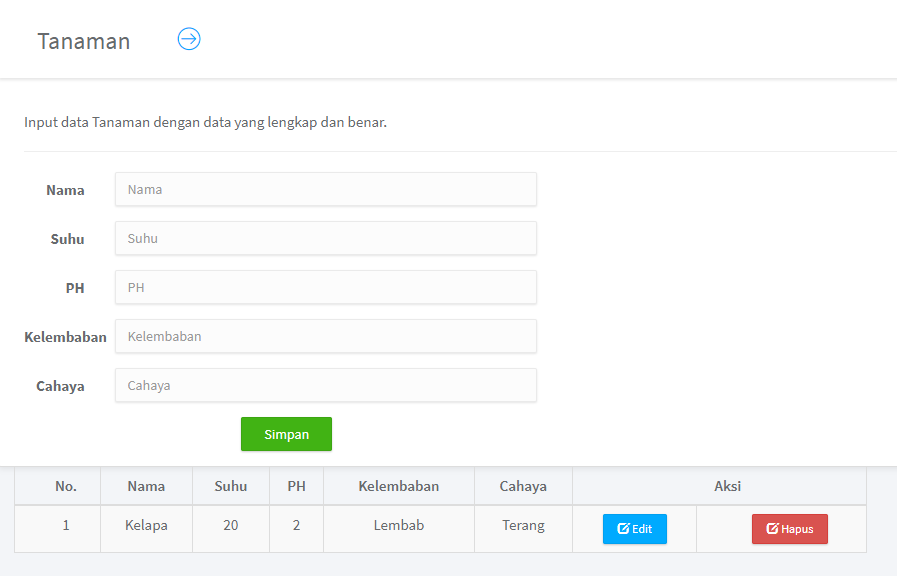 Tanaman
Input data Tanaman dengan data yang lengkap dan benar.
Nama Nama
Suhu Suhu
PH PH
Kelembaban Kelembaban
Cahaya Cahaya
Simpan
No. Nama Suhu PH Kelembaban Cahaya Aksi
1 Kelapa 20 2 Lembab Terang Edit Hapus